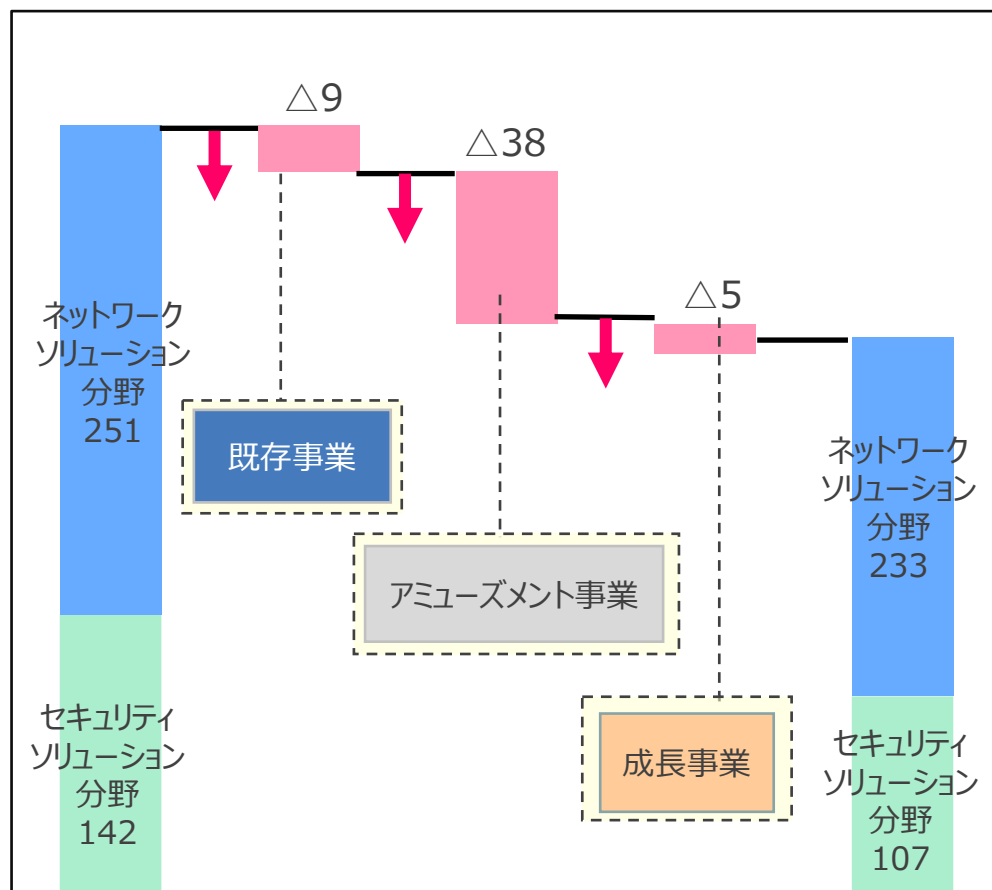 △9
△38
△5
ネットワーク
ソリューション
分野
251
既存事業
アミューズメント事業
成長事業
セキュリティ
ソリューション
分野
142
ネットワーク
ソリューション
分野
233
セキュリティ
ソリューション
分野
107